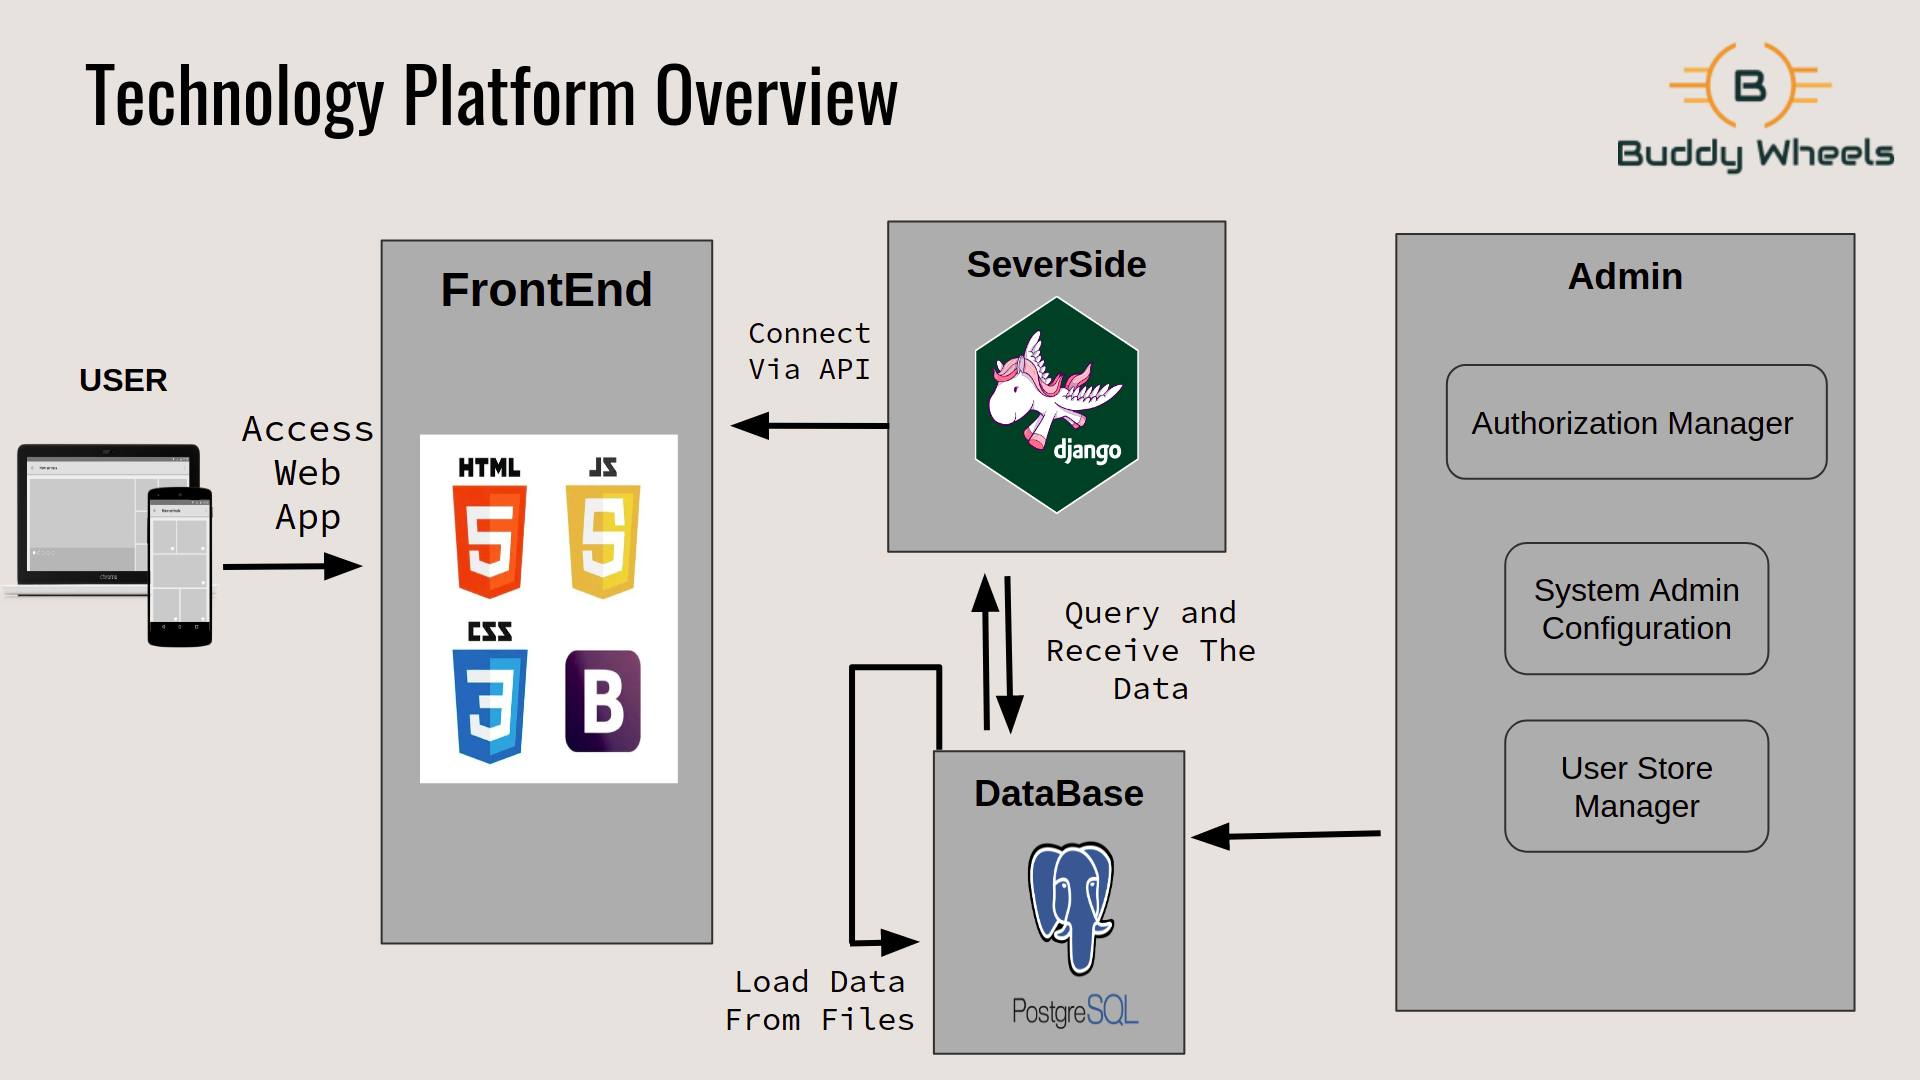 Technology Platform Overview
B
Buddy Wheels
USER
Access
Web
App
FrontEnd
HTML
JS
5
CSS
3
B
Connect
Via API
SeverSide
django
Query and
Receive The
Data
Load Data
From Files
DataBase
PostgreSQL
Admin
Authorization Manager
System Admin
Configuration
User Store
Manager